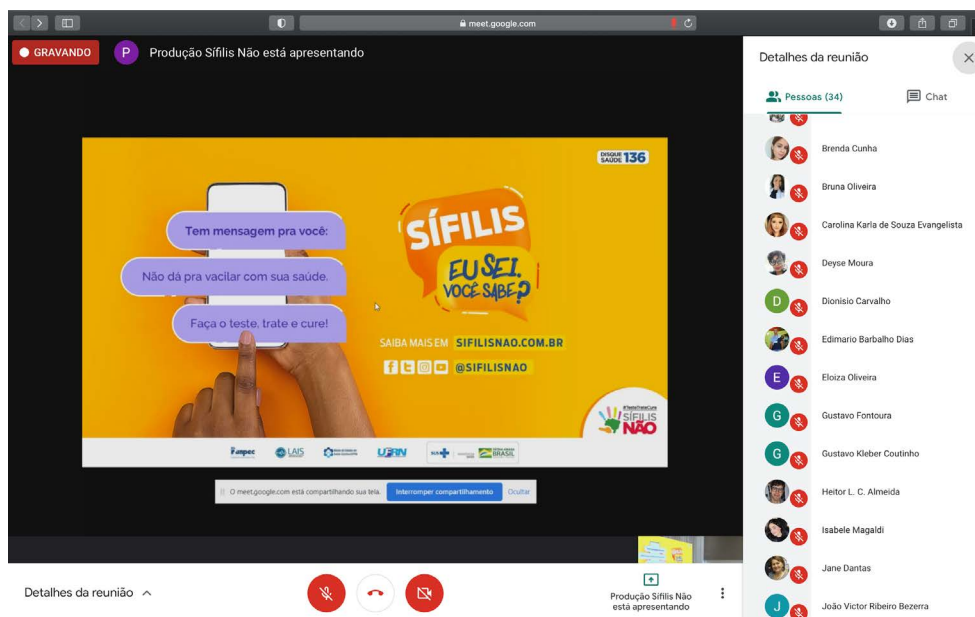 meet.google.com
GRAVANDO
P
Produção Sífilis Não está apresentando
DISQUE
SAÚDE 136
Tem mensagem pra você:
Não dá pra vacilar com sua saúde.
Faça o teste, trate e cure!
SÍFILIS
EU SEI.
VOCÊ SABE?
SAIBA MAIS EM SIFILISNAO.COM.BR
@SIFILISNAO
#TesteTrateCure
SÍFILIS
NÃO
Funpec
LAIS
UFRN
SUS
BRASIL
O meet.google.com está compartilhando sua tela.
Interromper compartilhamento
Ocultar
Detalhes da reunião
Produção Sífilis Não
está apresentando
Detalhes da reunião
Pessoas (34)
Chat
Brenda Cunha
Bruna Oliveira
Carolina Karla de Souza Evangelista
Deyse Moura
D
Dionisio Carvalho
Edimario Barbalho Dias
E
Eloiza Oliveira
G
Gustavo Fontoura
G
Gustavo Kleber Coutinho
Heitor L. C. Almeida
Isabele Magaldi
Jane Dantas
J
João Victor Ribeiro Bezerra